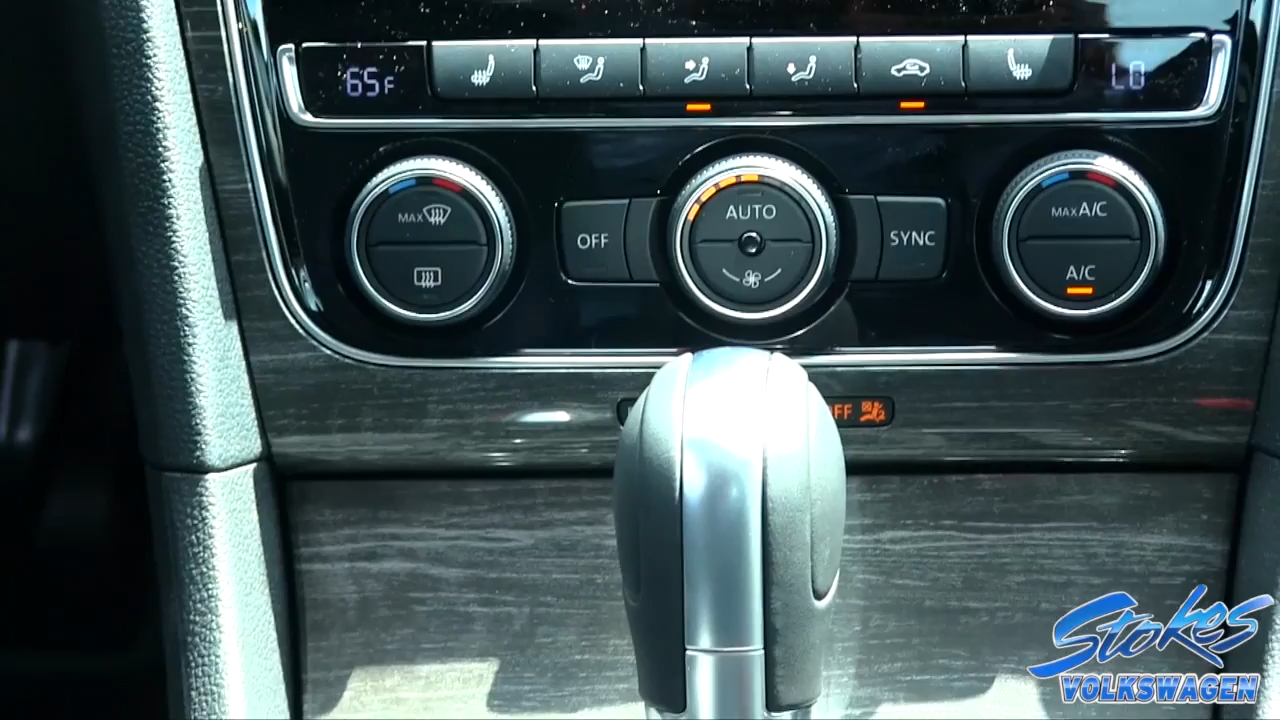 65F
LO
MAX
OFF
AUTO
SYNC
MAX A/C
A/C
Stokes
VOLKSWAGEN